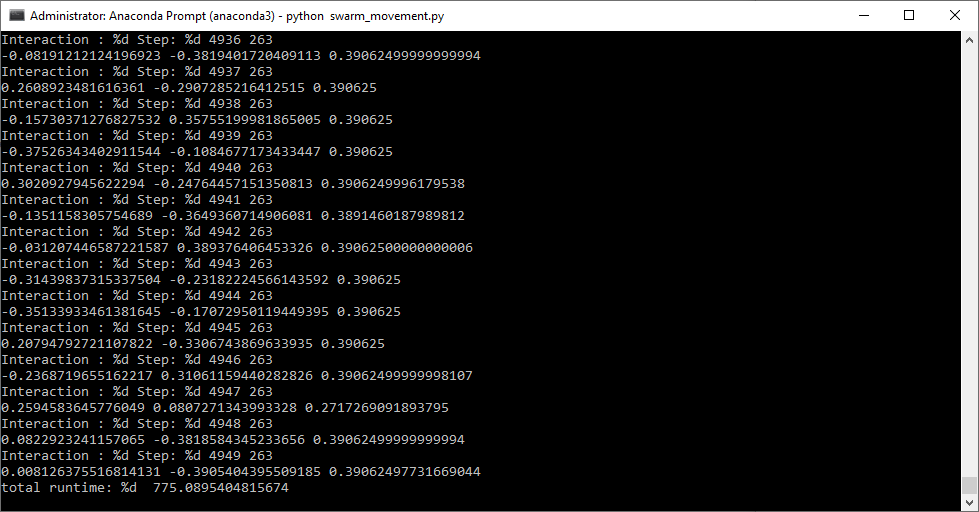 Administrator: Anaconda Prompt (anaconda3) - python  swarm_movement.py
Interaction : %d Step: %d 4936 263
-0.08191212124196923 -0.3819401720409113 0.39062499999999994
Interaction : %d Step: %d 4937 263
0.2608923481616361 -0.2907285216412515 0.390625
Interaction : %d Step: %d 4938 263
-0.15730371276827532 0.35755199981865005 0.390625
Interaction : %d Step: %d 4939 263
-0.37526343402911544 -0.1084677173433447 0.390625
Interaction : %d Step: %d 4940 263
0.3020927945622294 -0.24764457151350813 0.3906249996179538
Interaction : %d Step: %d 4941 263
-0.1351158305754689 -0.3649360714906081 0.3891460187989812
Interaction : %d Step: %d 4942 263
-0.031207446587221587 0.389376406453326 0.39062500000000006
Interaction : %d Step: %d 4943 263
-0.31439837315337504 -0.23182224566143592 0.390625
Interaction : %d Step: %d 4944 263
-0.35133933461381645 -0.17072950119449395 0.390625
Interaction : %d Step: %d 4945 263
0.20794792721107822 -0.3306743869633935 0.390625
Interaction : %d Step: %d 4946 263
-0.2368719655162217 0.31061159440282826 0.39062499999998107
Interaction : %d Step: %d 4947 263
0.2594583645776049 0.0807271343993328 0.2717269091893795
Interaction : %d Step: %d 4948 263
0.0822923241157065 -0.3818584345233656 0.39062499999999994
Interaction : %d Step: %d 4949 263
0.008126375516814131 -0.3905404395509185 0.39062497731669044
total runtime: %d  775.0895404815674